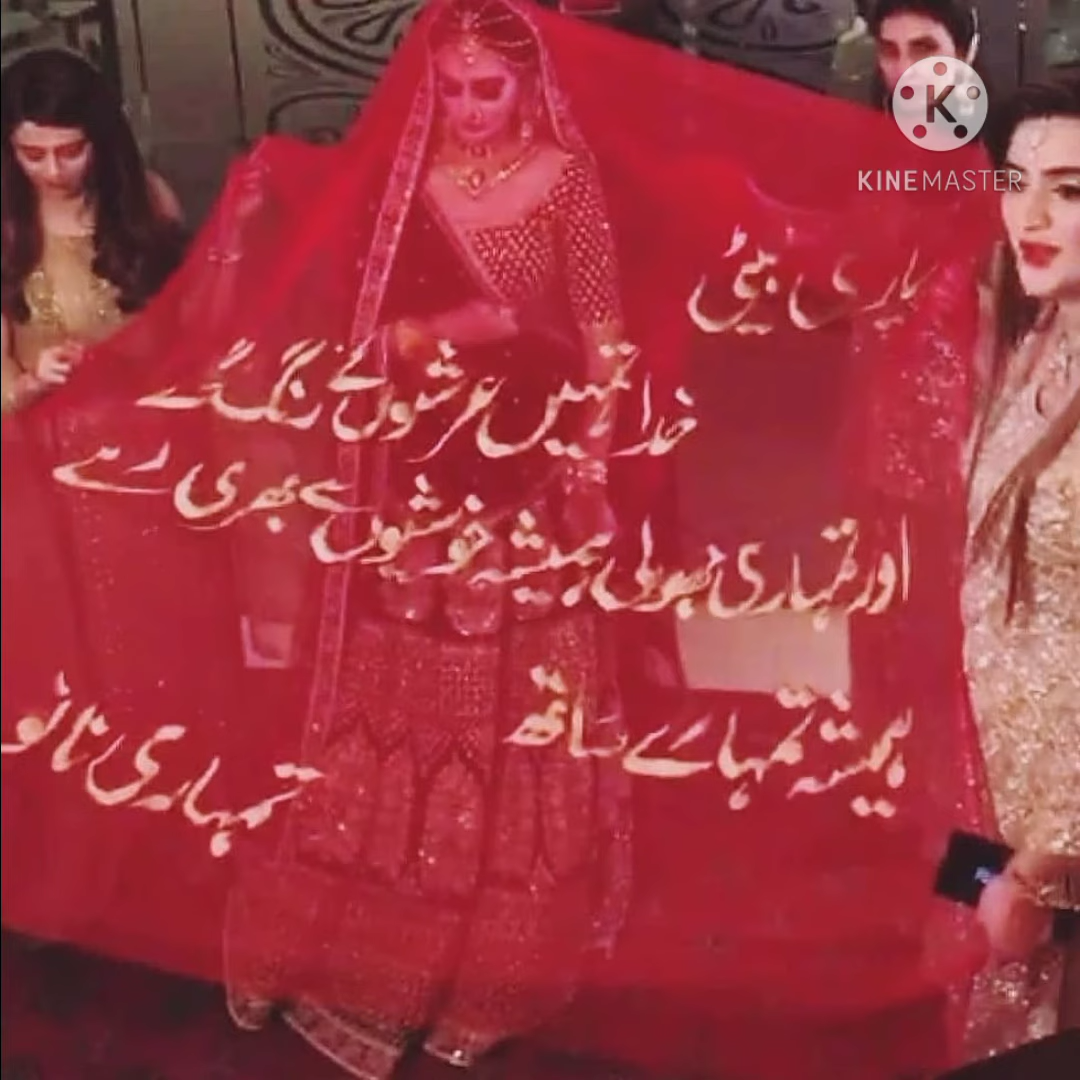 KINEMASTER
پیاری بیٹی
خدا تمہیں عرشوں کے رنگ
اور تمہاری جھولی ہمیشہ خوشیوں سے بھری رہے
ہمیشہ تمہارے ساتھ
تمہاری نانو